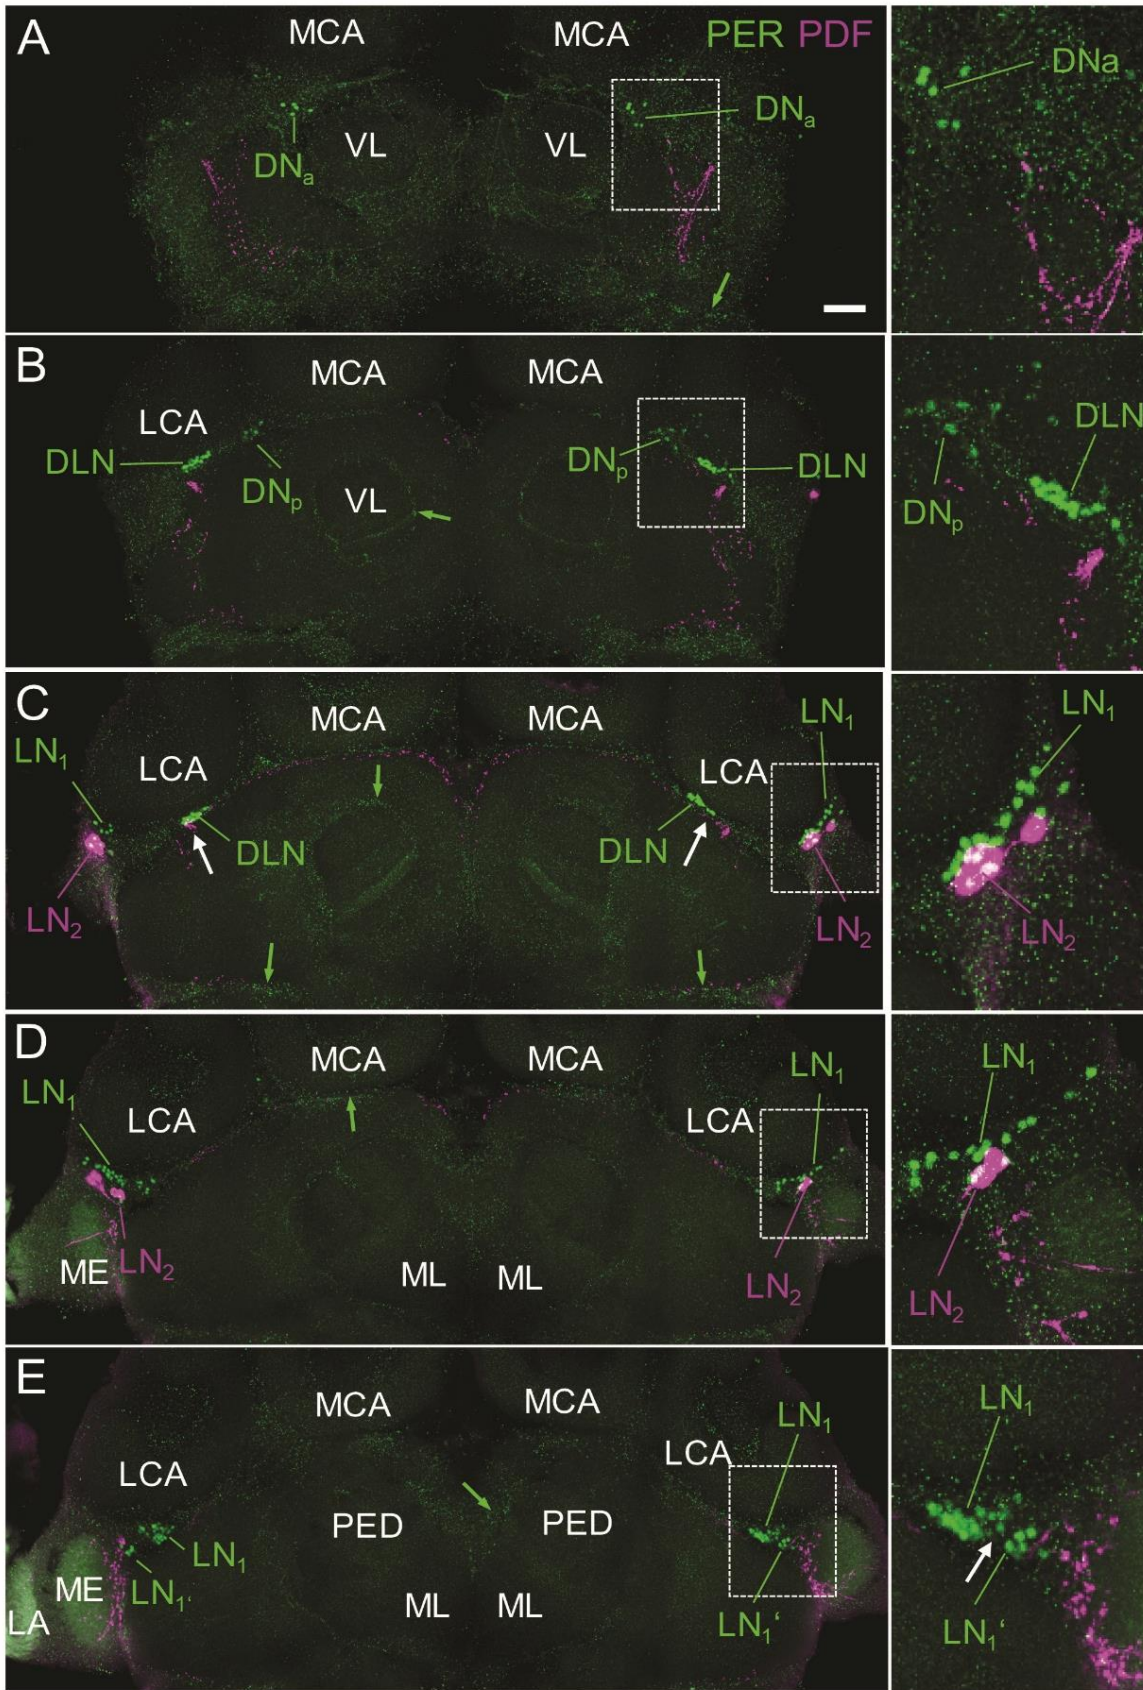 A
MCA
MCA
PER PDF
DNa
VL
VL
DNa
DNa
B
MCA
MCA
LCA
DLN
DNp
VL
DNp
DLN
DLN
DNp
C
MCA
MCA
LN1
LCA
DLN
LN2
LCA
DLN
LN1
LN2
LN1
LN2
D
MCA
MCA
LN1
LCA
ME
LN2
ML
ML
LCA
LN1
LN2
LN1
LN2
E
MCA
MCA
LCA
LN1
LN1‘
ME
LA
PED
PED
ML
ML
LCA
LN1
LN1‘
LN1
LN1‘